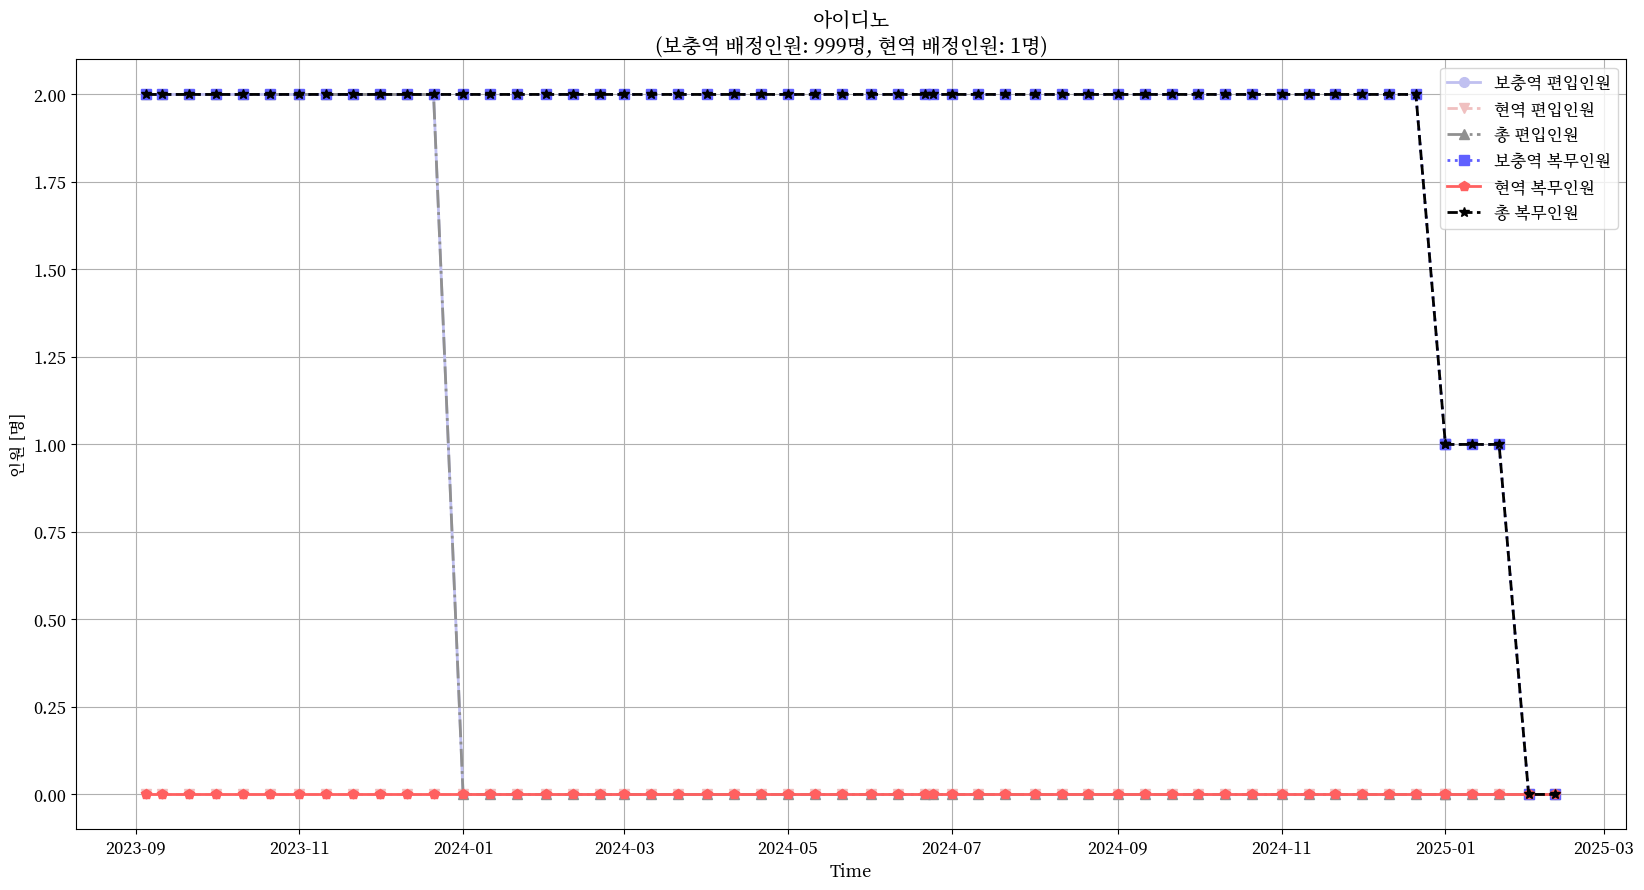 아이디노
(보충역 배정인원: 999명, 현역 배정인원: 1명)
보충역 편입인원
현역 편입인원
총 편입인원
보충역 복무인원
현역 복무인원
총 복무인원
인원 [명]
2.00
1.75
1.50
1.25
1.00
0.75
0.50
0.25
0.00
2023-09 2023-11 2024-01 2024-03 2024-05 2024-07 2024-09 2024-11 2025-01 2025-03
Time